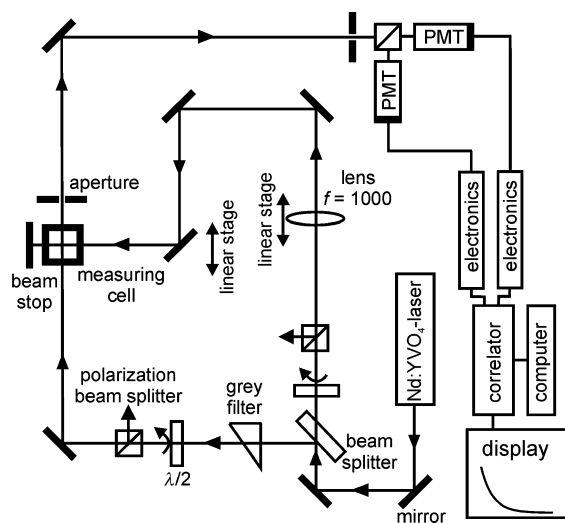 PMT
PMT
aperture
lens
f = 1000
linear stage
linear stage
electronics
electronics
beam
stop
measuring
cell
Nd:YVO₄-laser
correlator
computer
polarization
beam splitter
grey
filter
λ/2
beam
splitter
display
mirror